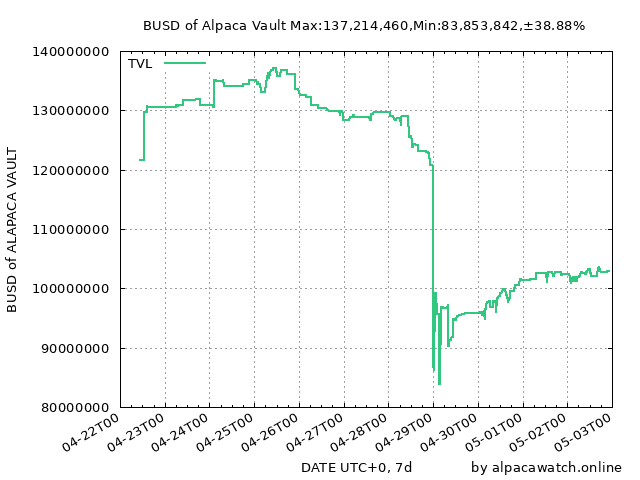 BUSD of Alpaca Vault Max:137,214,460,Min:83,853,842,±38.88%
TVL
140000000
130000000
120000000
110000000
100000000
90000000
80000000
BUSD of ALAPACA VAULT
04-22T00
04-23T00
04-24T00
04-25T00
04-26T00
04-27T00
04-28T00
04-29T00
04-30T00
05-01T00
05-02T00
05-03T00
DATE UTC+0, 7d
by alpacawatch.online